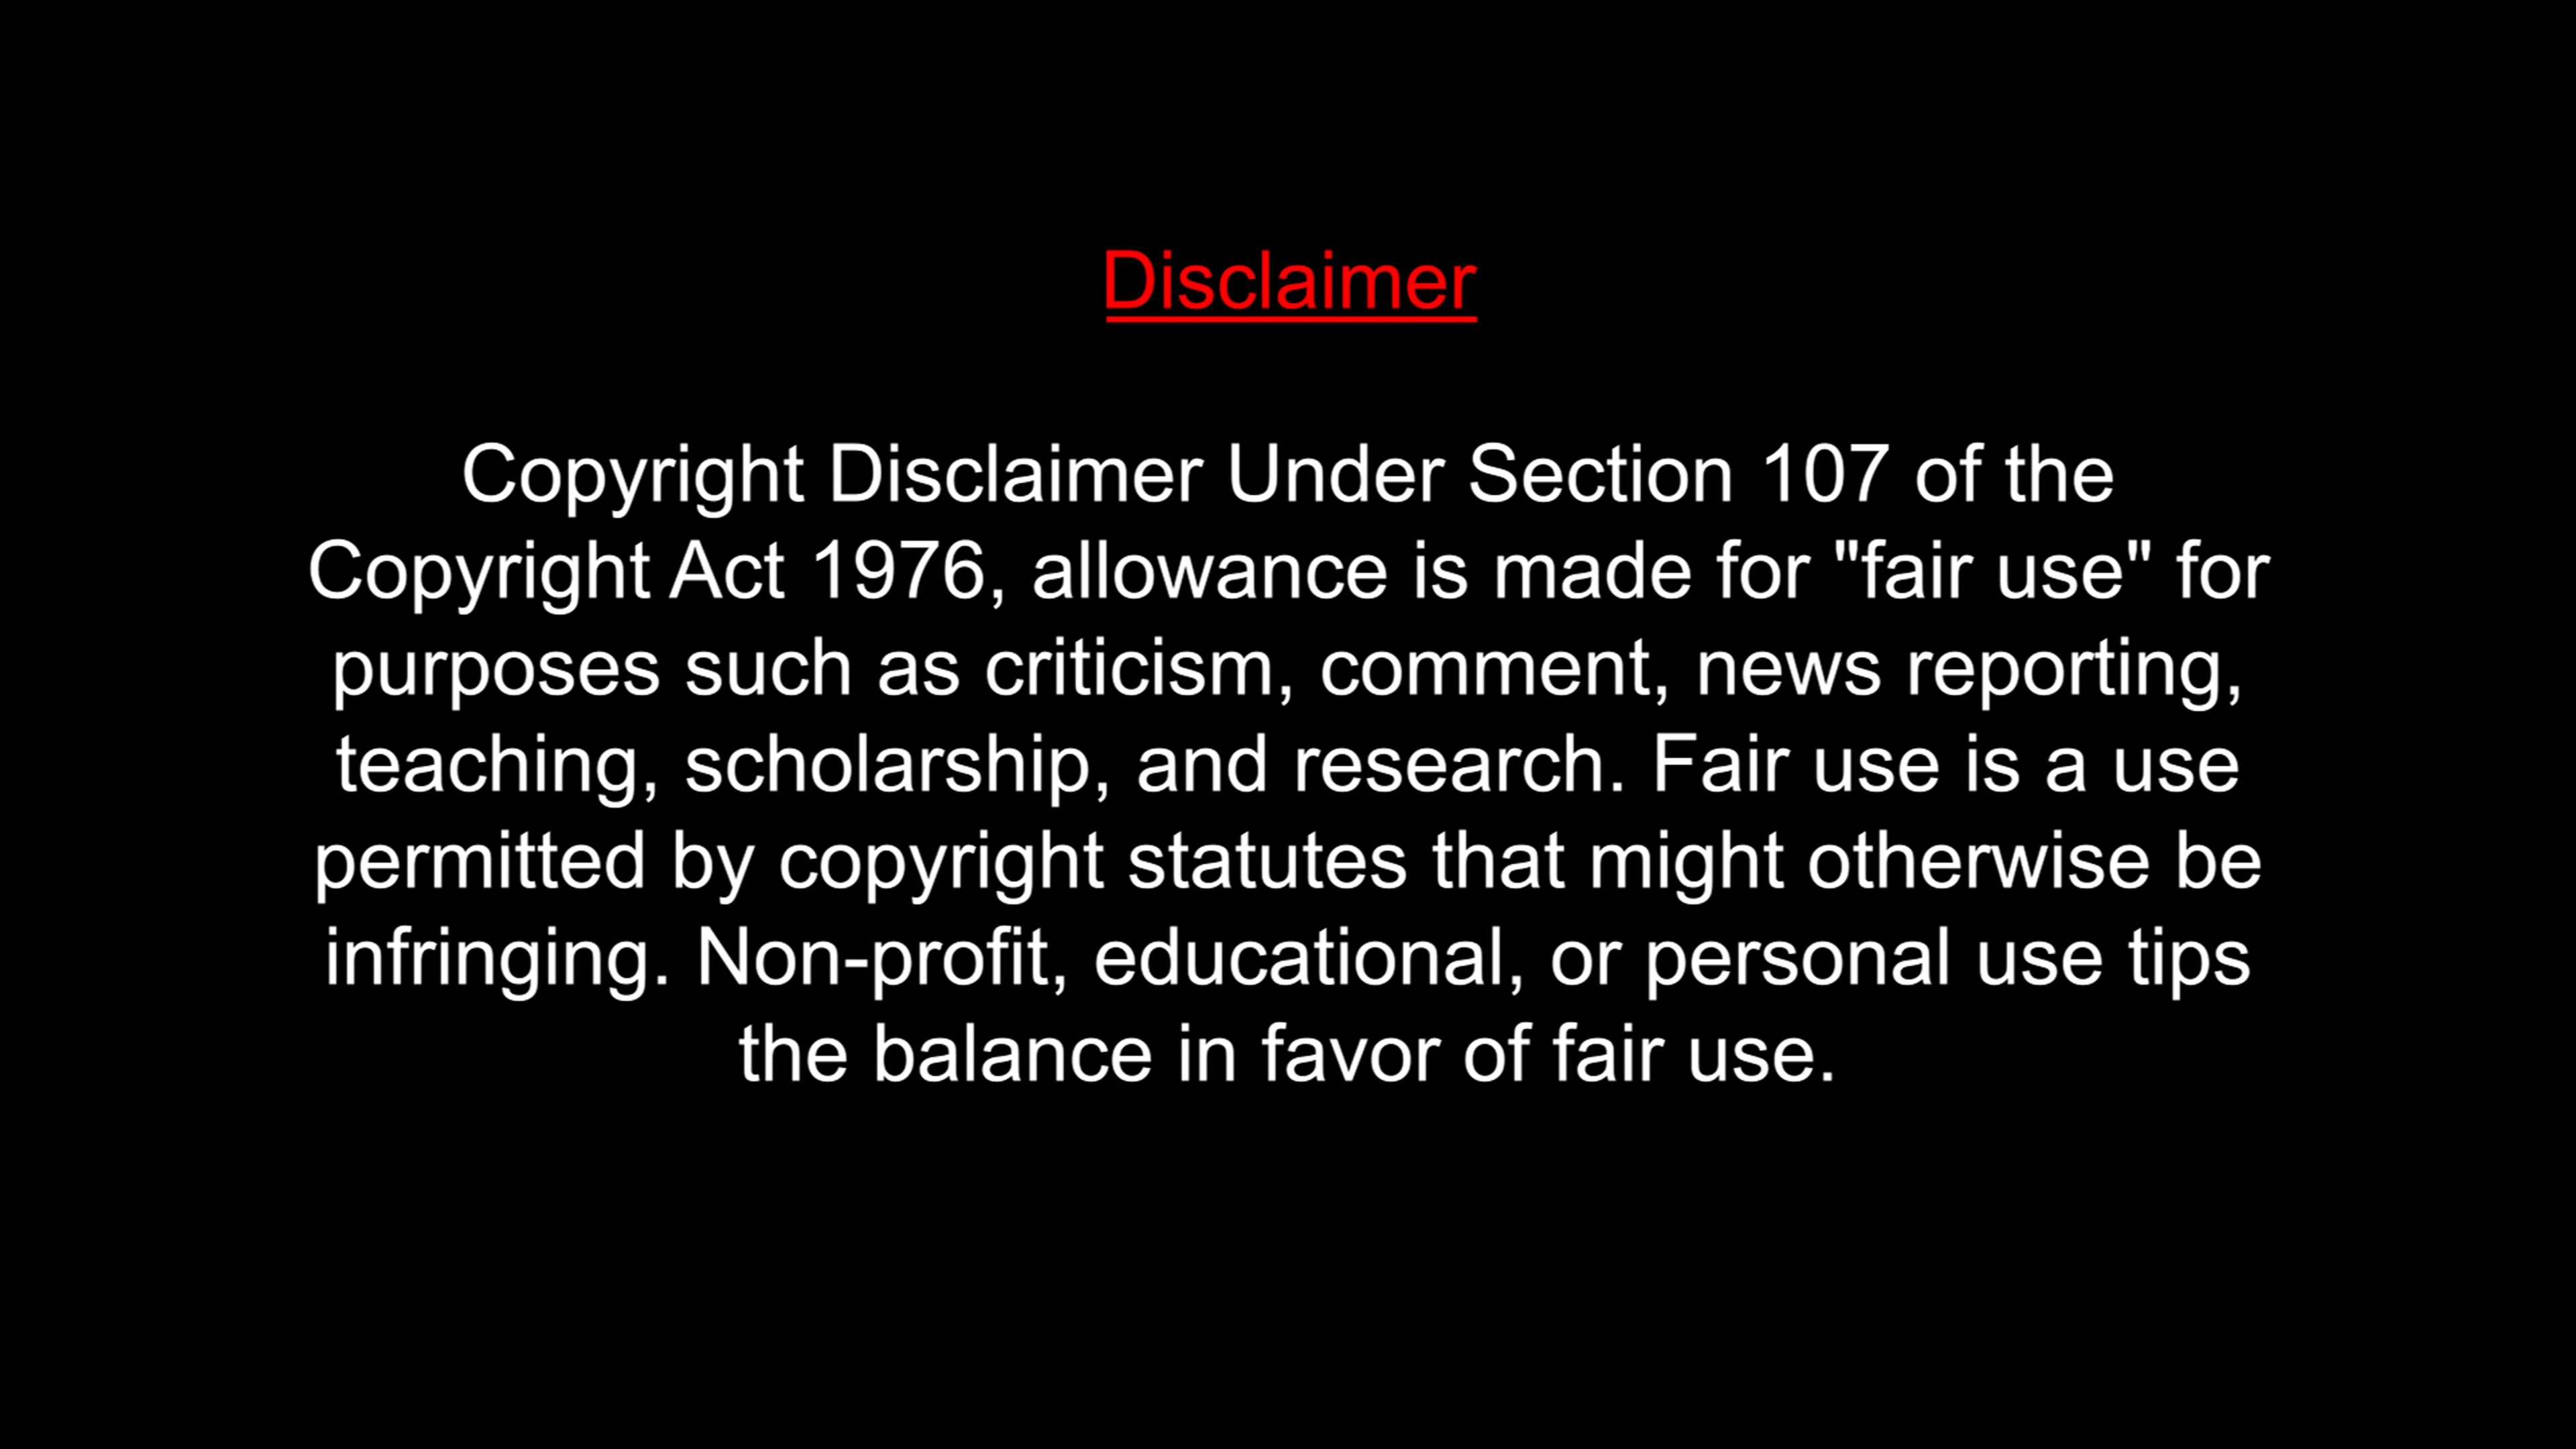 Disclaimer
Copyright Disclaimer Under Section 107 of the
Copyright Act 1976, allowance is made for "fair use" for
purposes such as criticism, comment, news reporting,
teaching, scholarship, and research. Fair use is a use
permitted by copyright statutes that might otherwise be
infringing. Non-profit, educational, or personal use tips
the balance in favor of fair use.